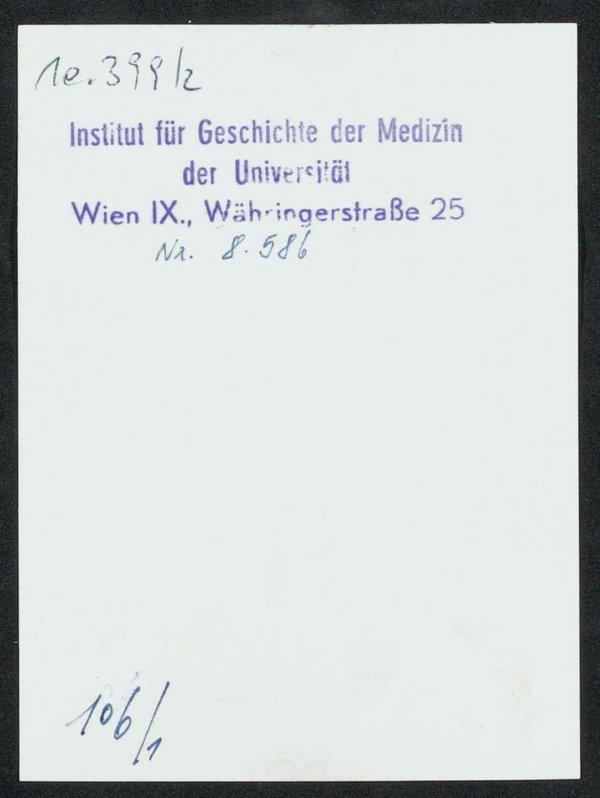 1e.399/2
Institut für Geschichte der Medizin
der Universität
Wien IX., Währingerstraße 25
Nr. 8.586
106/1